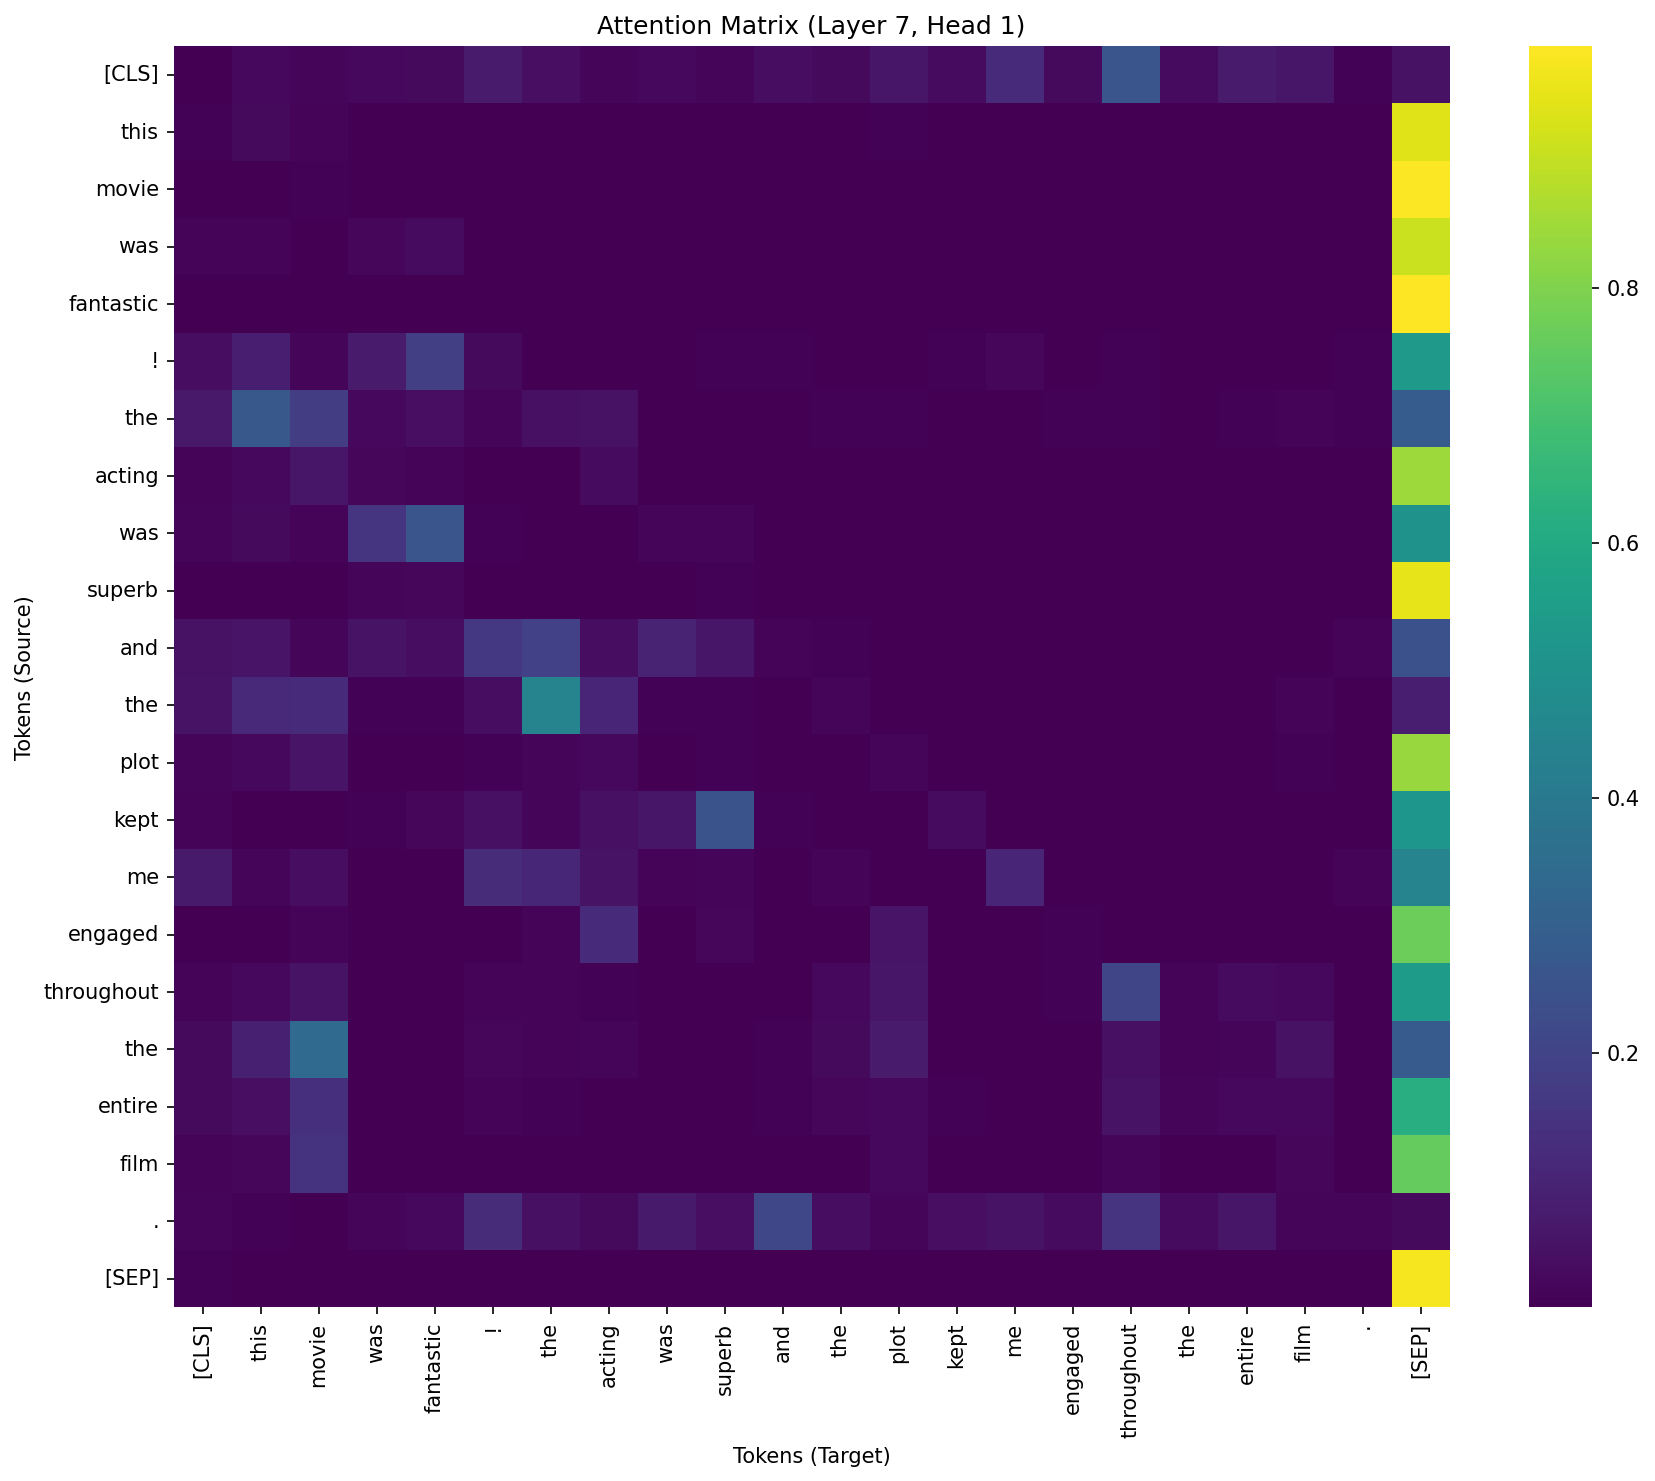 Attention Matrix (Layer 7, Head 1)
[CLS]
this
movie
was
fantastic
!
the
acting
was
superb
and
the
plot
kept
me
engaged
throughout
the
entire
film
.
[SEP]
Tokens (Source)
[CLS]
this
movie
was
fantastic
!
the
acting
was
superb
and
the
plot
kept
me
engaged
throughout
the
entire
film
.
[SEP]
Tokens (Target)
0.8
0.6
0.4
0.2